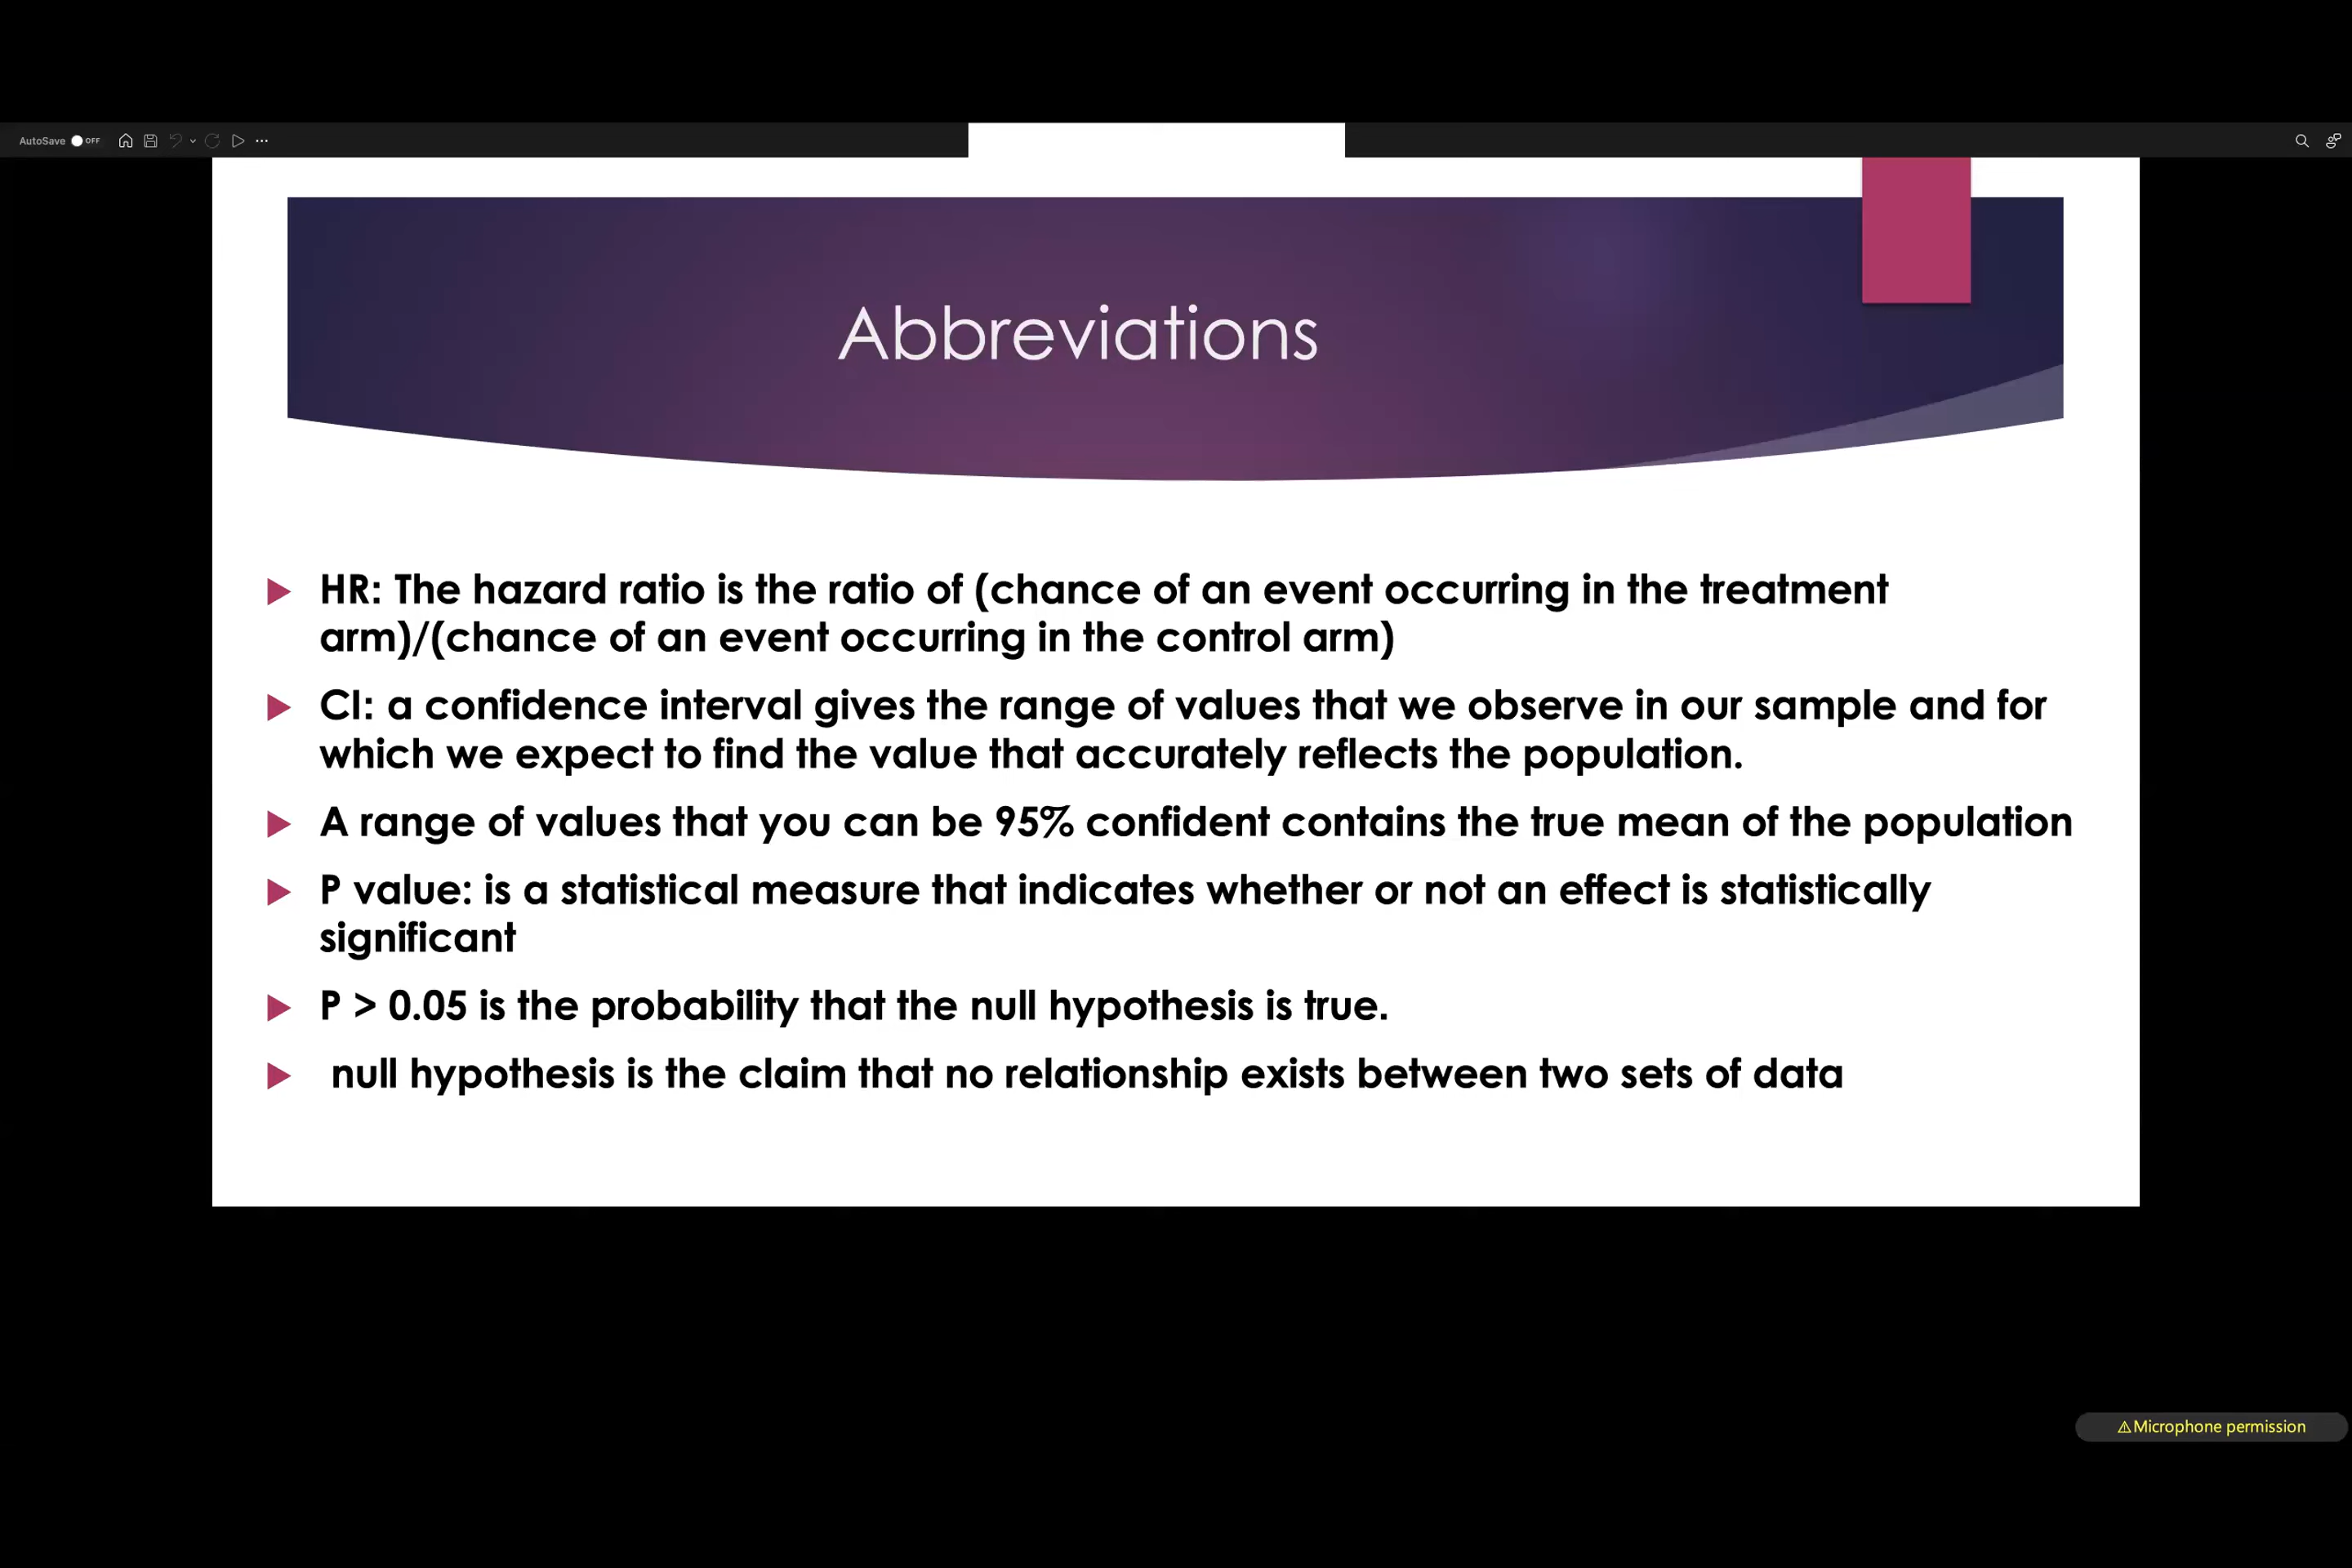 AutoSave OFF
Abbreviations
HR: The hazard ratio is the ratio of (chance of an event occurring in the treatment
arm)/(chance of an event occurring in the control arm)
CI: a confidence interval gives the range of values that we observe in our sample and for
which we expect to find the value that accurately reflects the population.
A range of values that you can be 95% confident contains the true mean of the population
P value: is a statistical measure that indicates whether or not an effect is statistically
significant
P > 0.05 is the probability that the null hypothesis is true.
null hypothesis is the claim that no relationship exists between two sets of data
⚠Microphone permission